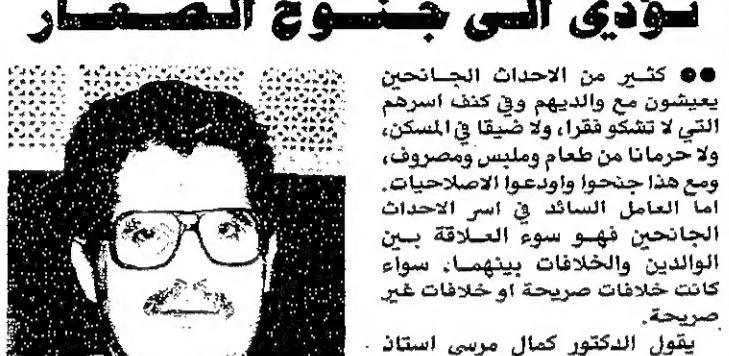 تؤدي الى جنوح الصغار
●● كثير من الاحداث الجانحين
يعيشون مع والديهم وفي كنف اسرهم
التي لا تشكو فقرا، ولا ضيقا في المسكن،
ولا حرمانا من طعام وملبس ومصروف،
ومع هذا جنحوا واودعوا الاصلاحيات.
اما العامل السائد في اسر الاحداث
الجانحين فهو سوء العلاقة بين
الوالدين والخلافات بينهما. سواء
كانت خلافات صريحة او خلافات غير
صريحة.
يقول الدكتور كمال مرسي استاذ